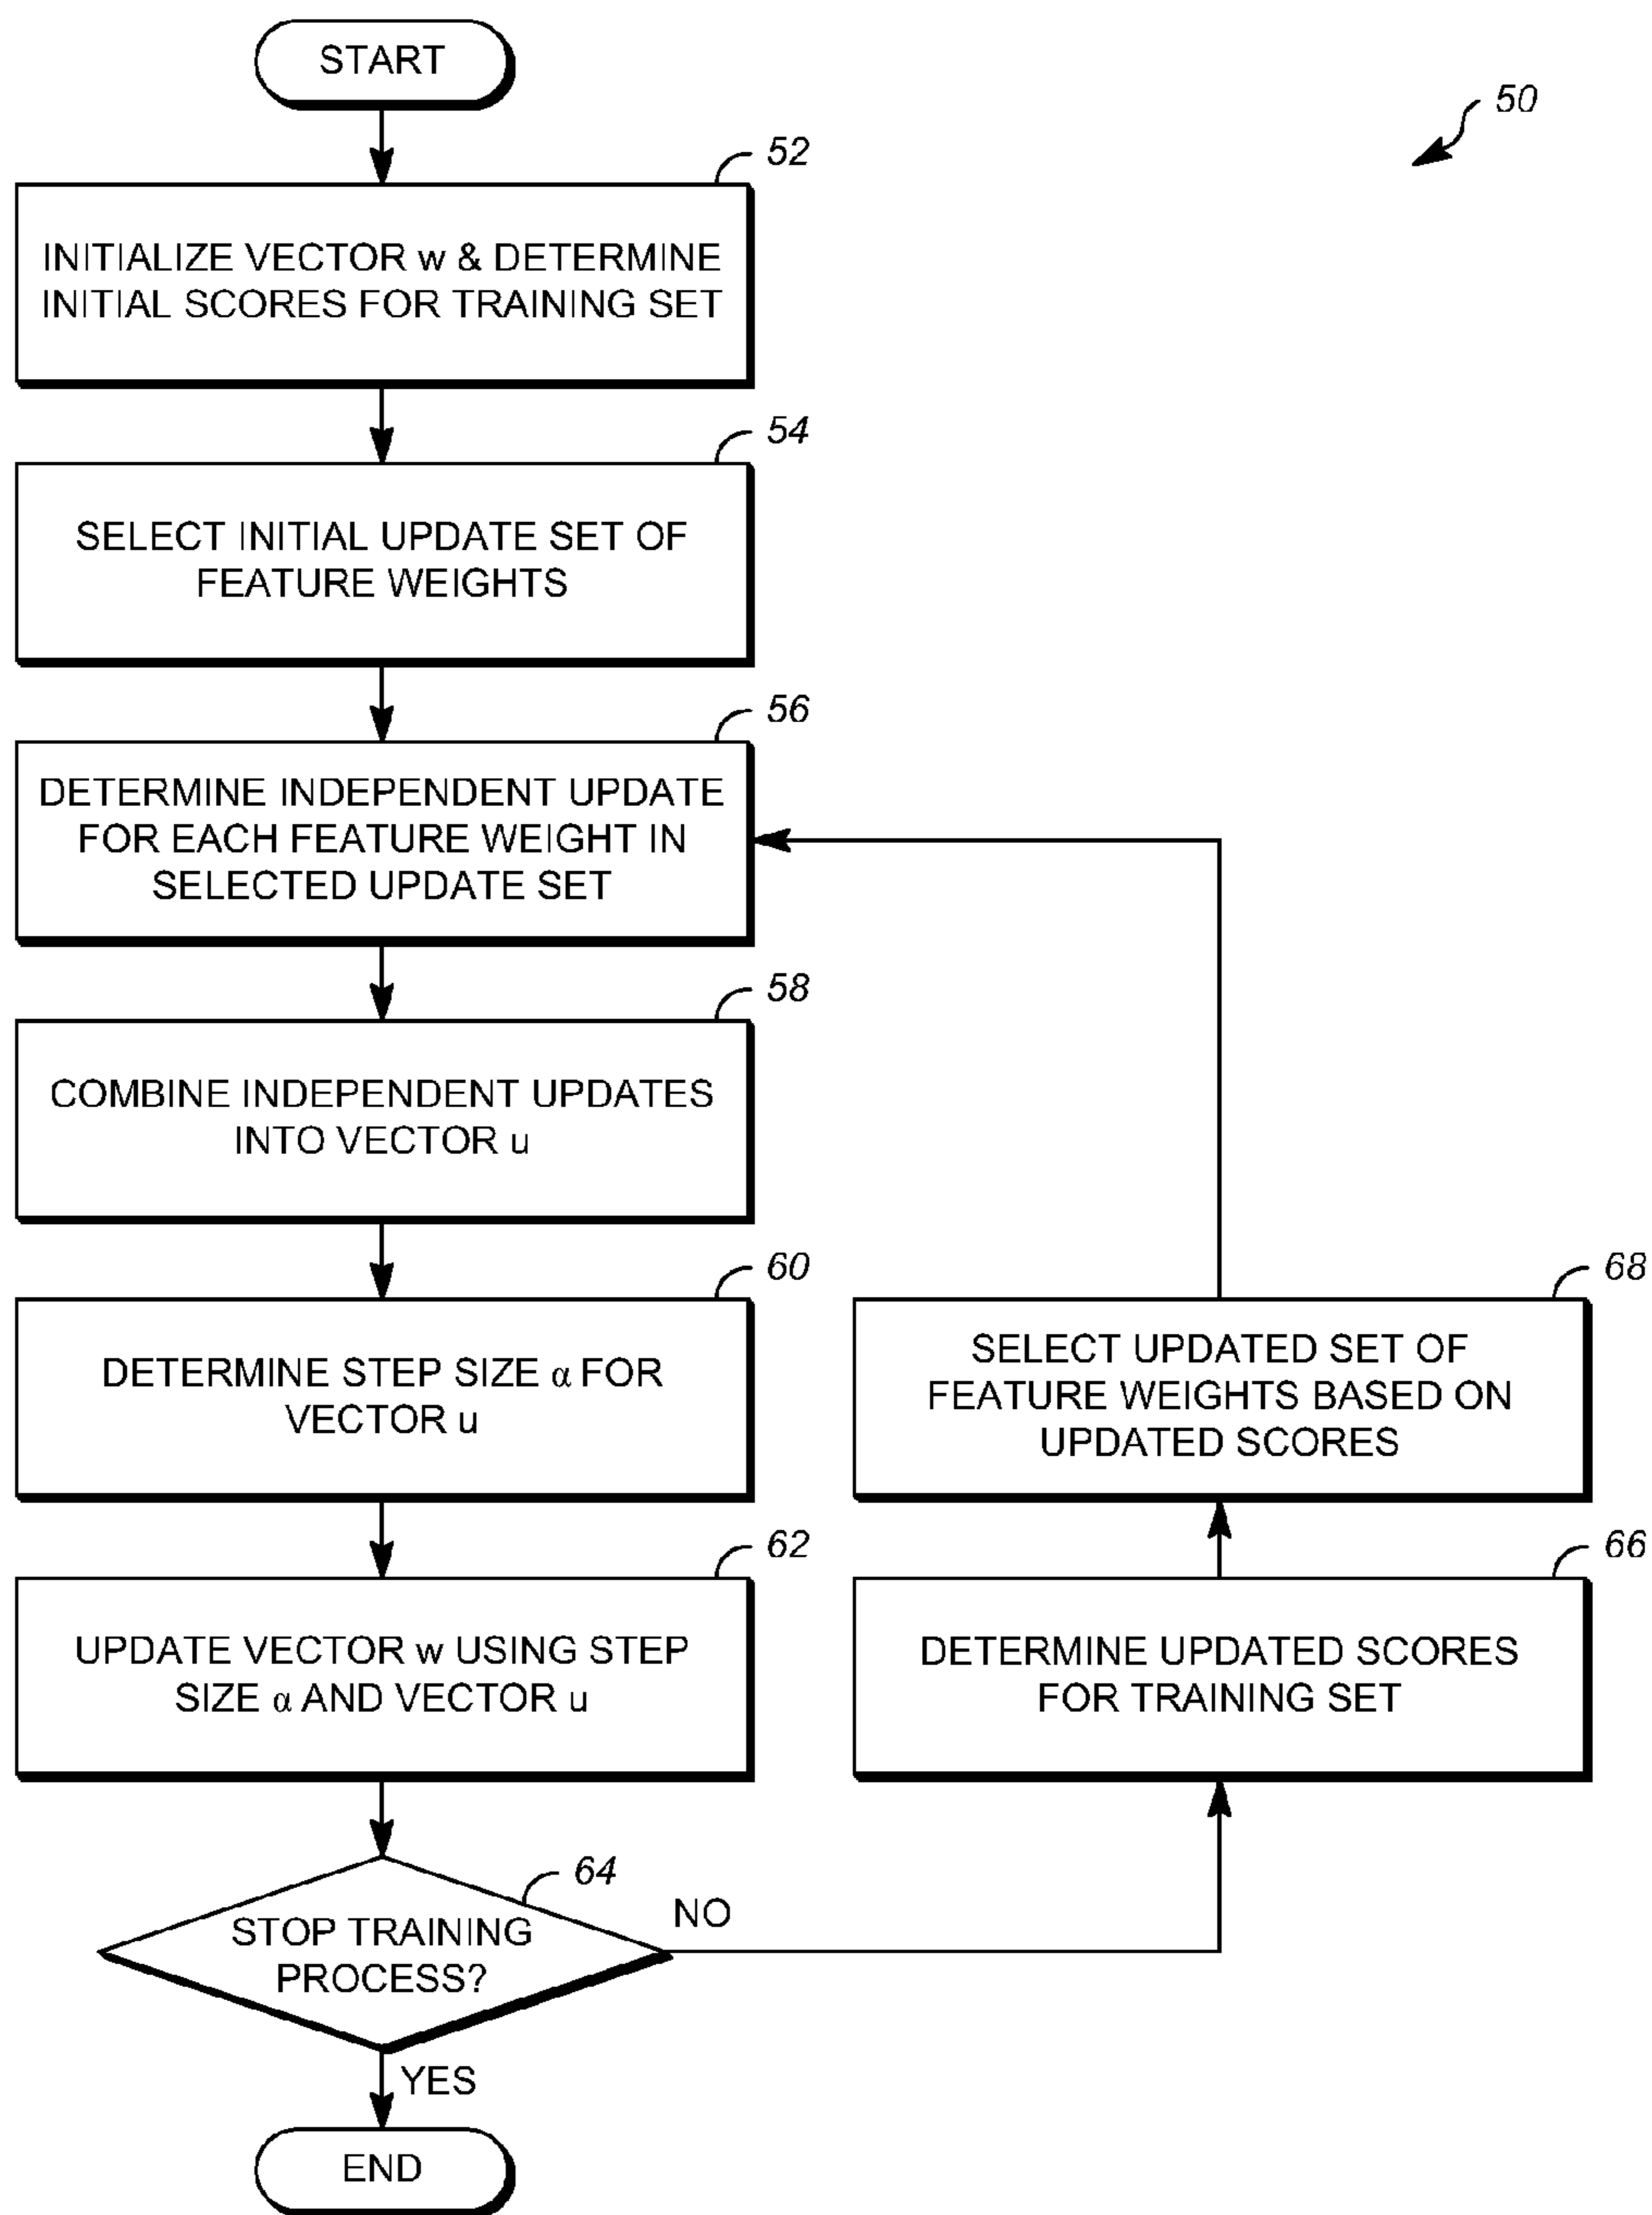 START
50
52
INITIALIZE VECTOR w & DETERMINE
INITIAL SCORES FOR TRAINING SET
54
SELECT INITIAL UPDATE SET OF
FEATURE WEIGHTS
56
DETERMINE INDEPENDENT UPDATE
FOR EACH FEATURE WEIGHT IN
SELECTED UPDATE SET
58
COMBINE INDEPENDENT UPDATES
INTO VECTOR u
60
DETERMINE STEP SIZE α FOR
VECTOR u
62
UPDATE VECTOR w USING STEP
SIZE α AND VECTOR u
64
STOP TRAINING
PROCESS?
NO
YES
END
66
DETERMINE UPDATED SCORES
FOR TRAINING SET
68
SELECT UPDATED SET OF
FEATURE WEIGHTS BASED ON
UPDATED SCORES